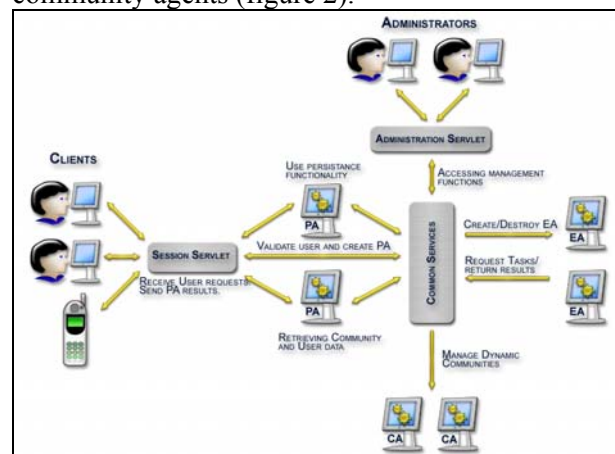 community agents (figure 2).
ADMINISTRATORS
ADMINISTRATION SERVLET
CLIENTS
USE PERSISTANCE
FUNCTIONALITY
ACCESSING MANAGEMENT
FUNCTIONS
PA
CREATE/DESTROY EA
EA
SESSION SERVLET
VALIDATE USER AND CREATE PA
COMMON SERVICES
REQUEST TASKS/
RETURN RESULTS
RECEIVE USER REQUESTS.
SEND PA RESULTS.
PA
EA
RETRIEVING COMMUNITY
AND USER DATA
MANAGE DYNAMIC
COMMUNITIES
CA
CA